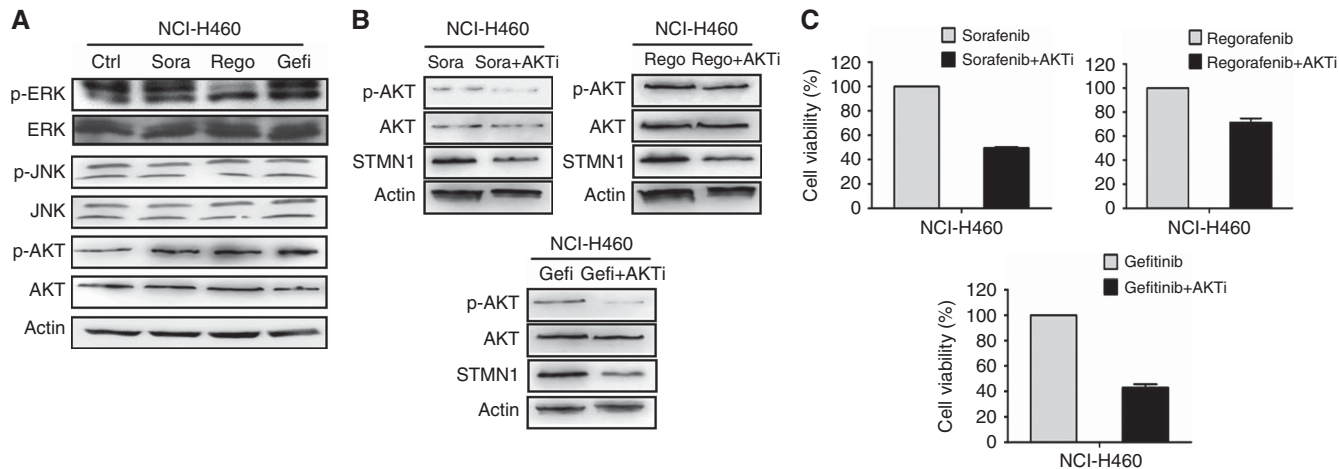 A
NCI-H460
Ctrl Sora Rego Gefi
p-ERK
ERK
p-JNK
JNK
p-AKT
AKT
Actin
B
NCI-H460
Sora Sora+AKTi
p-AKT
AKT
STMN1
Actin
NCI-H460
Rego Rego+AKTi
p-AKT
AKT
STMN1
Actin
NCI-H460
Gefi Gefi+AKTi
p-AKT
AKT
STMN1
Actin
C
Sorafenib
Sorafenib+AKTi
Cell viability (%)
120
100
80
60
40
20
0
NCI-H460
Regorafenib
Regorafenib+AKTi
120
100
80
60
40
20
0
NCI-H460
Gefitinib
Gefitinib+AKTi
Cell viability (%)
120
100
80
60
40
20
0
NCI-H460